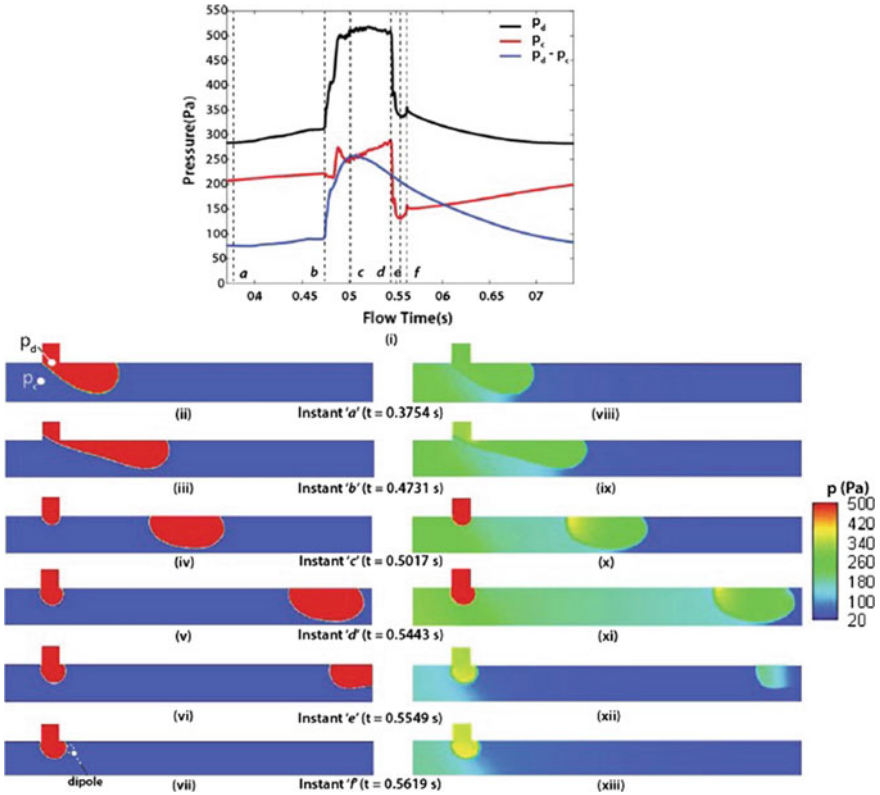 550
500
450
400
350
300
250
200
150
100
50
0
Pressure(Pa)
p_d
p_c
p_d - p_c
a b c d e f
04 0.45 05 0.55 06 0.65 07
Flow Time(s)
(i)
p_d
p_c
(ii) Instant 'a' (t = 0.3754 s) (viii)
(iii) Instant 'b' (t = 0.4731 s) (ix)
(iv) Instant 'c' (t = 0.5017 s) (x)
(v) Instant 'd' (t = 0.5443 s) (xi)
(vi) Instant 'e' (t = 0.5549 s) (xii)
dipole
(vii) Instant 'f' (t = 0.5619 s) (xiii)
p (Pa)
500
420
340
260
180
100
20